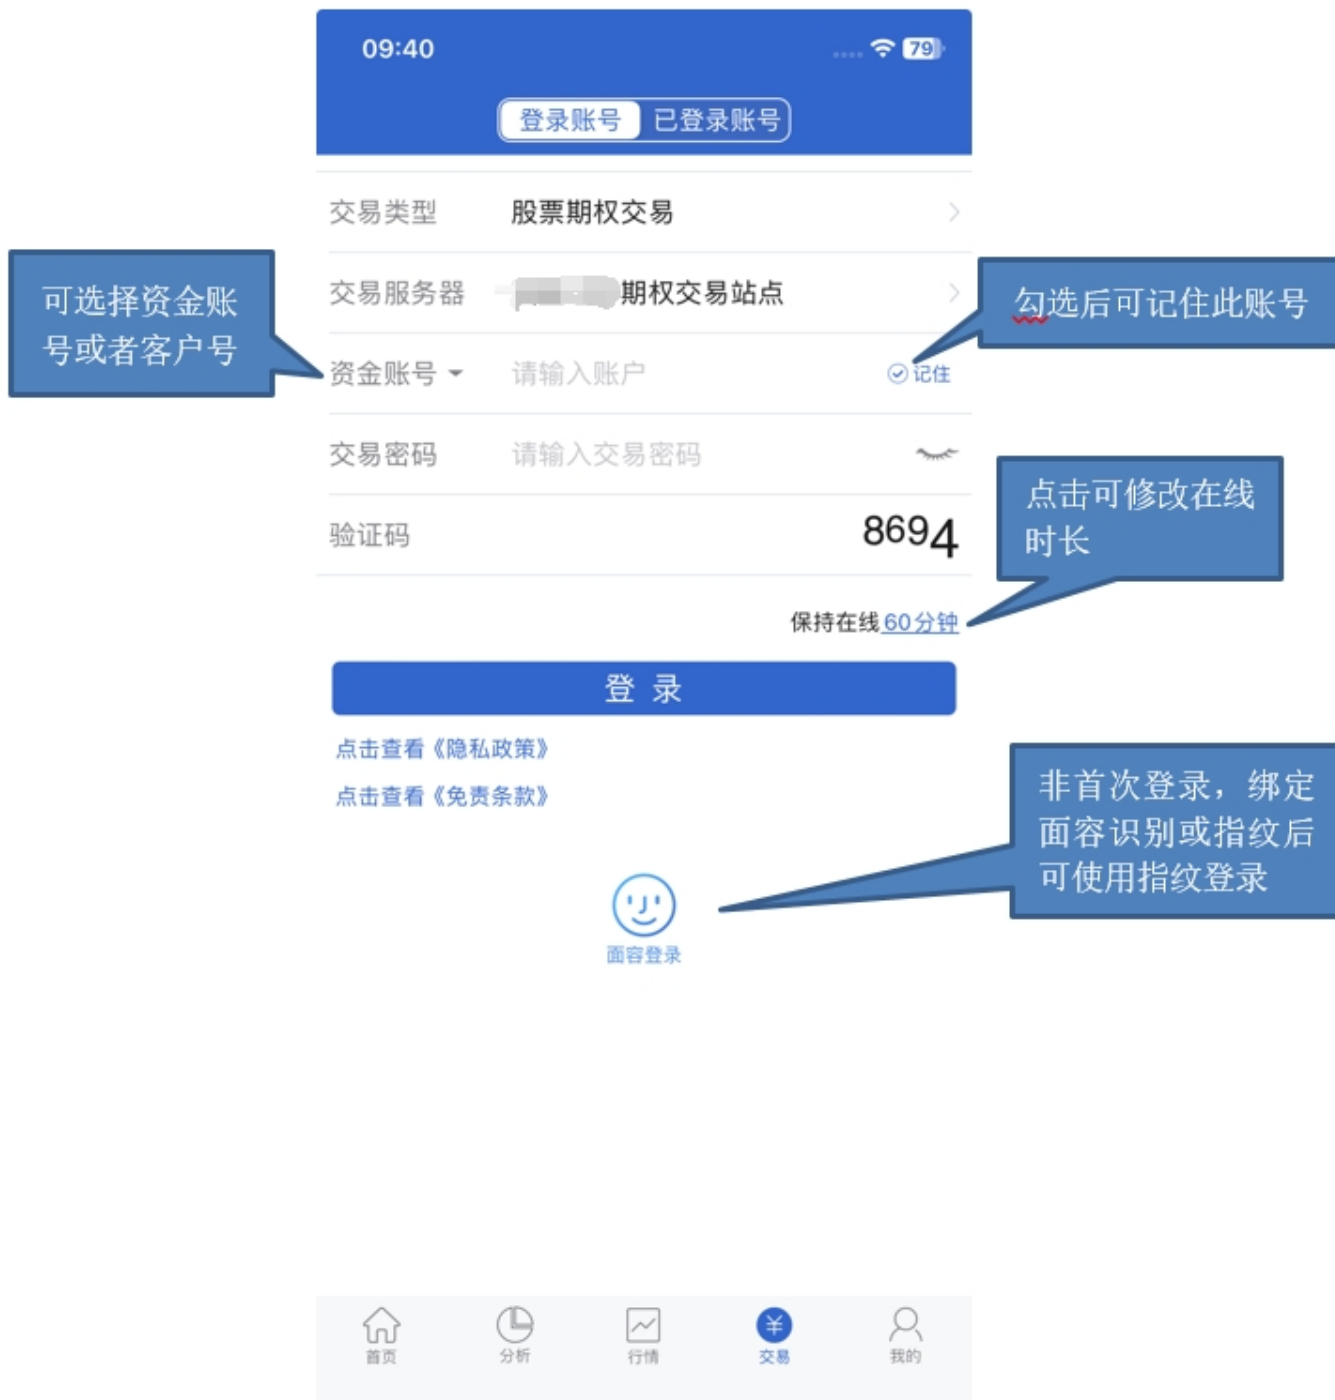 09:40
79
登录账号 已登录账号
交易类型 股票期权交易
交易服务器 期权交易站点
资金账号 请输入账户 记住
交易密码 请输入交易密码
验证码 8694
保持在线60分钟
登 录
点击查看《隐私政策》
点击查看《免责条款》
面容登录
首页 分析 行情 交易 我的
可选择资金账
号或者客户号
勾选后可记住此账号
点击可修改在线
时长
非首次登录，绑定
面容识别或指纹后
可使用指纹登录